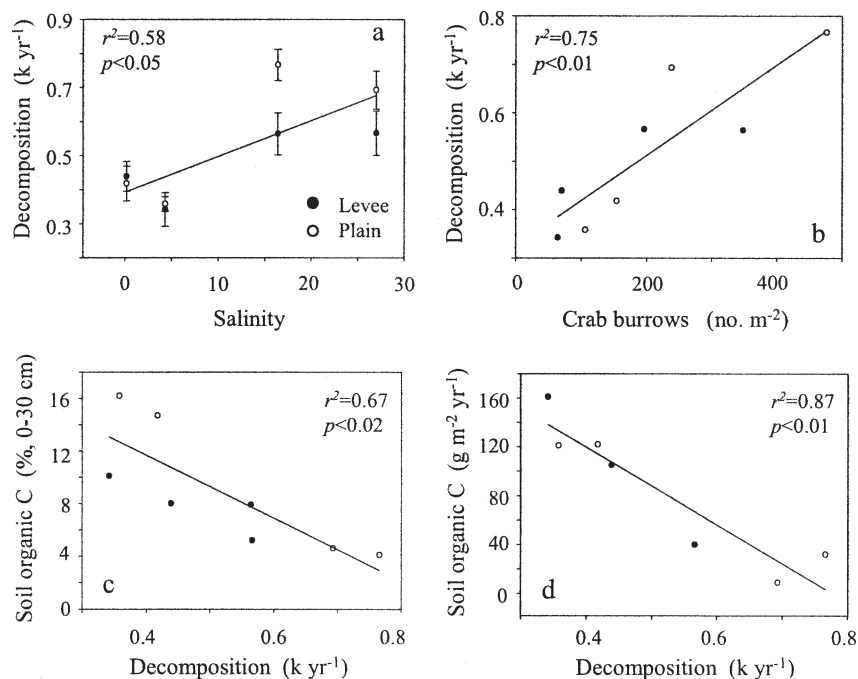 0.9
0.7
0.5
0.3
Decomposition (k yr⁻¹)
r²=0.58
p<0.05
a
Levee
Plain
0 10 20 30
Salinity
0.8
0.6
0.4
Decomposition (k yr⁻¹)
r²=0.75
p<0.01
b
0 200 400
Crab burrows (no. m⁻²)
16
12
8
4
0
Soil organic C (%, 0-30 cm)
r²=0.67
p<0.02
c
0.4 0.6 0.8
Decomposition (k yr⁻¹)
160
120
80
40
0
Soil organic C (g m⁻² yr⁻¹)
r²=0.87
p<0.01
d
0.4 0.6 0.8
Decomposition (k yr⁻¹)